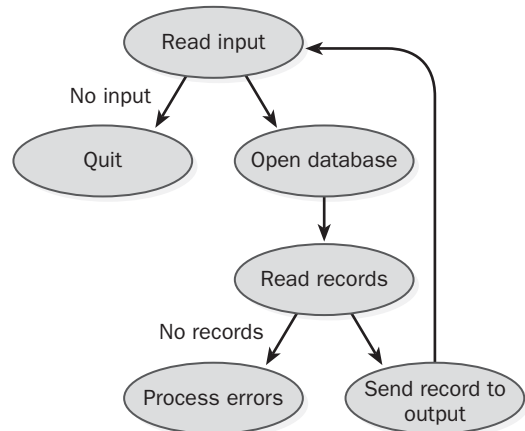 Read input
No input
Quit
Open database
Read records
No records
Process errors
Send record to
output